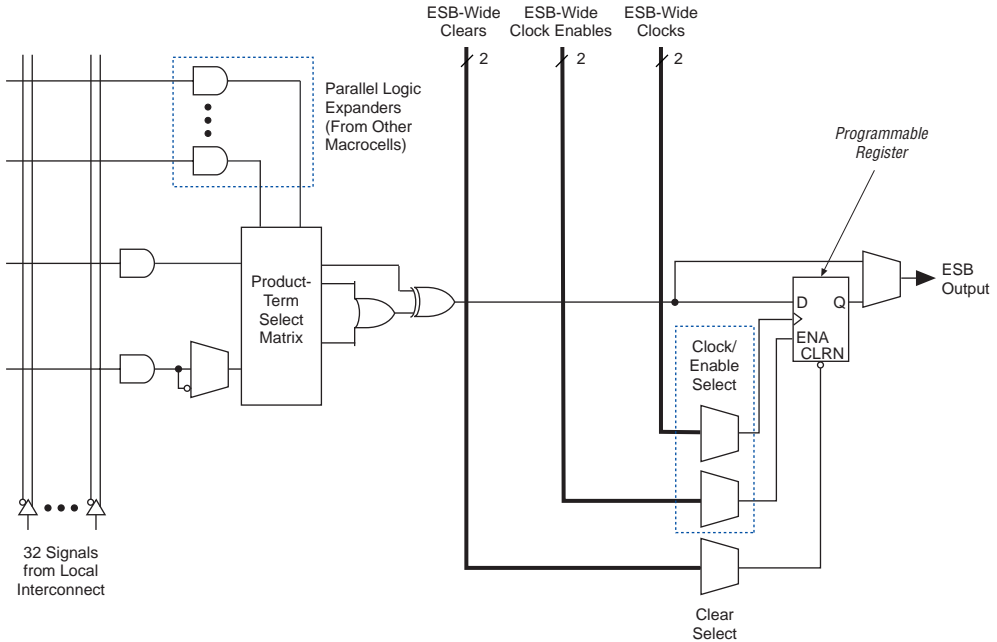 ESB-Wide
Clears
ESB-Wide
Clock Enables
ESB-Wide
Clocks
2
2
2
Parallel Logic
Expanders
(From Other
Macrocells)
Programmable
Register
Product-
Term
Select
Matrix
ESB
Output
D
Q
ENA
CLRN
Clock/
Enable
Select
32 Signals
from Local
Interconnect
Clear
Select